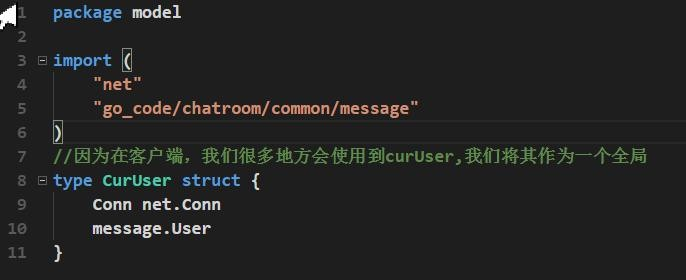 1 package model
2
3 import (
4     "net"
5     "go_code/chatroom/common/message"
6 )
7 //因为在客户端，我们很多地方会使用到curUser,我们将其作为一个全局
8 type CurUser struct {
9     Conn net.Conn
10     message.User
11 }